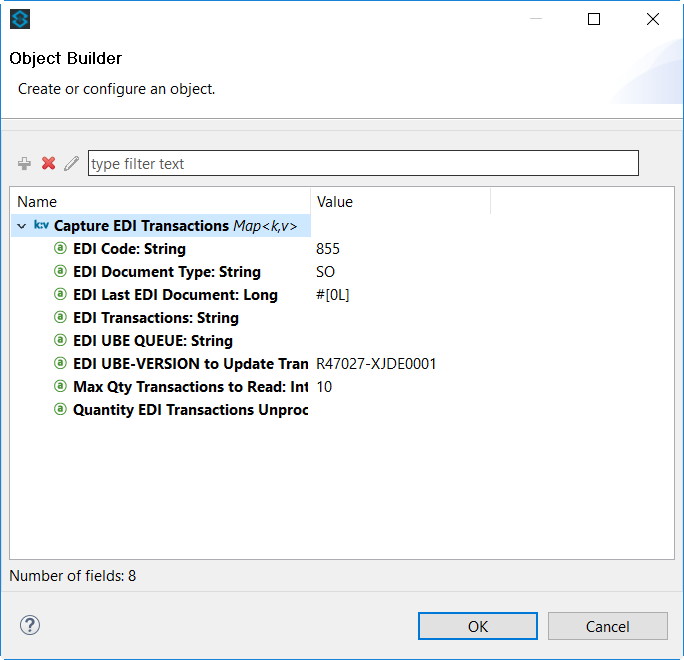 Object Builder
Create or configure an object.
type filter text
Name Value
k:v Capture EDI Transactions Map<k,v>
@ EDI Code: String 855
@ EDI Document Type: String SO
@ EDI Last EDI Document: Long #[0L]
@ EDI Transactions: String
@ EDI UBE QUEUE: String
@ EDI UBE-VERSION to Update Tran R47027-XJDE0001
@ Max Qty Transactions to Read: Int 10
@ Quantity EDI Transactions Unproc
Number of fields: 8
? OK Cancel